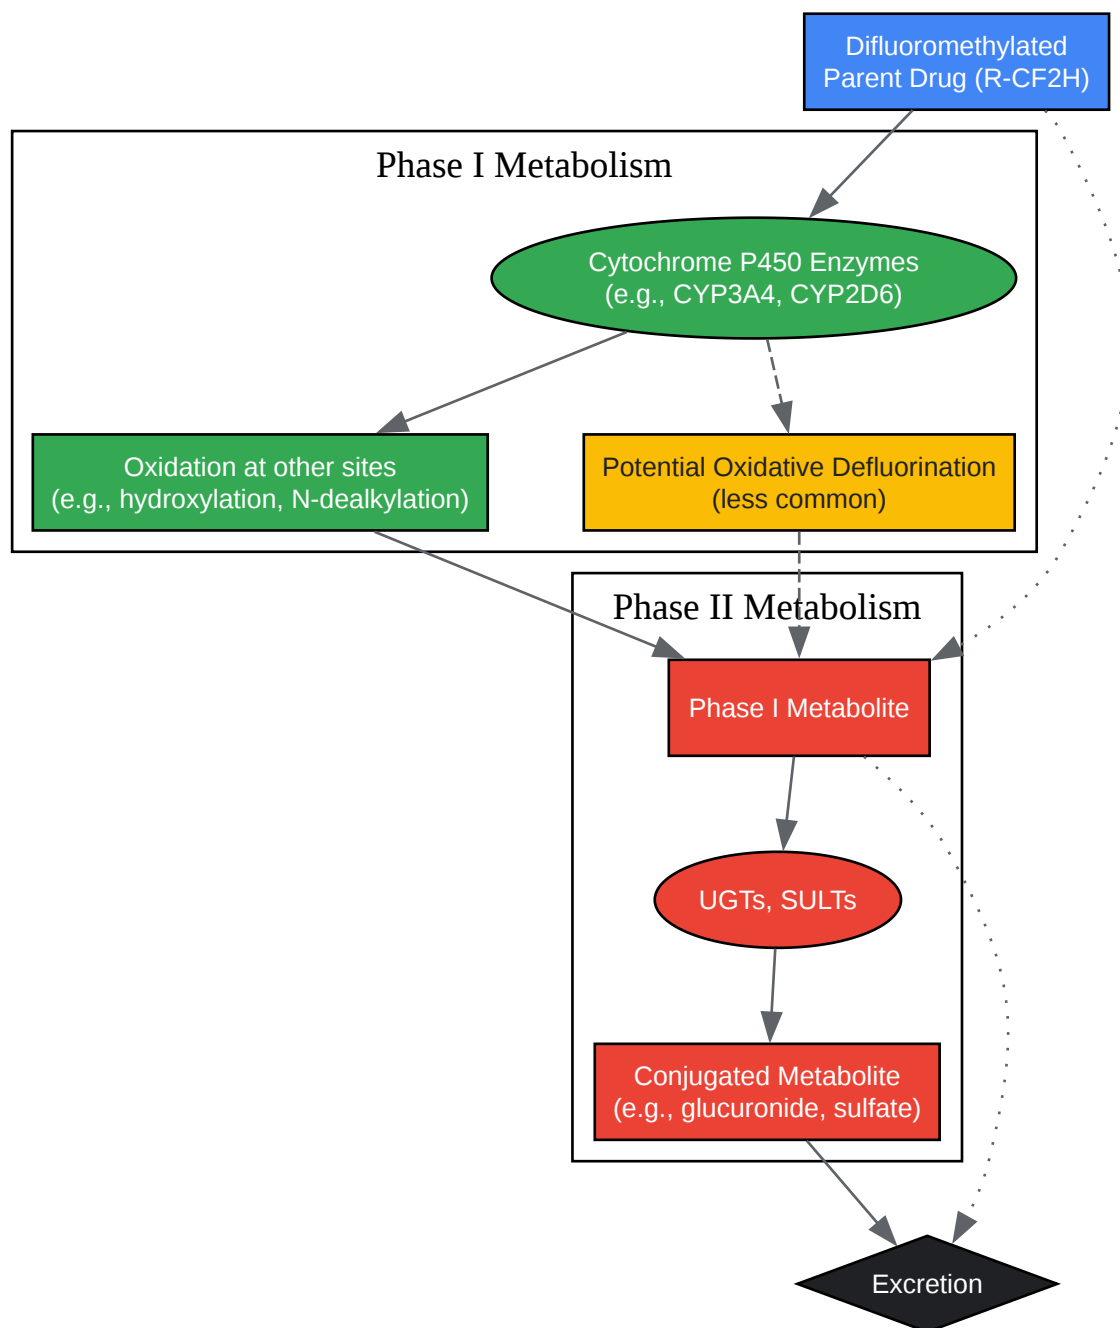 Difluoromethylated
Parent Drug (R-CF2H)
Phase I Metabolism
Cytochrome P450 Enzymes
(e.g., CYP3A4, CYP2D6)
Oxidation at other sites
(e.g., hydroxylation, N-dealkylation)
Potential Oxidative Defluorination
(less common)
Phase II Metabolism
Phase I Metabolite
UGTs, SULTs
Conjugated Metabolite
(e.g., glucuronide, sulfate)
Excretion